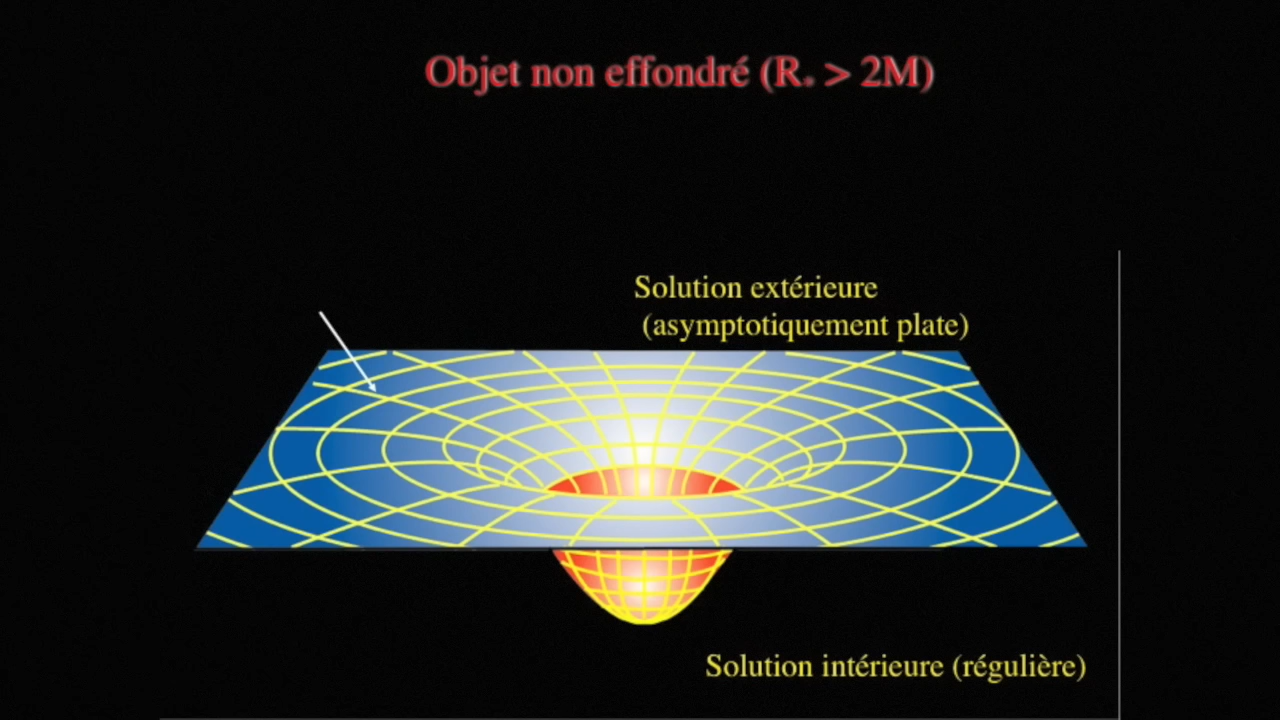 Objet non effondré (R* > 2M)
Solution extérieure
(asymptotiquement plate)
Solution intérieure (régulière)